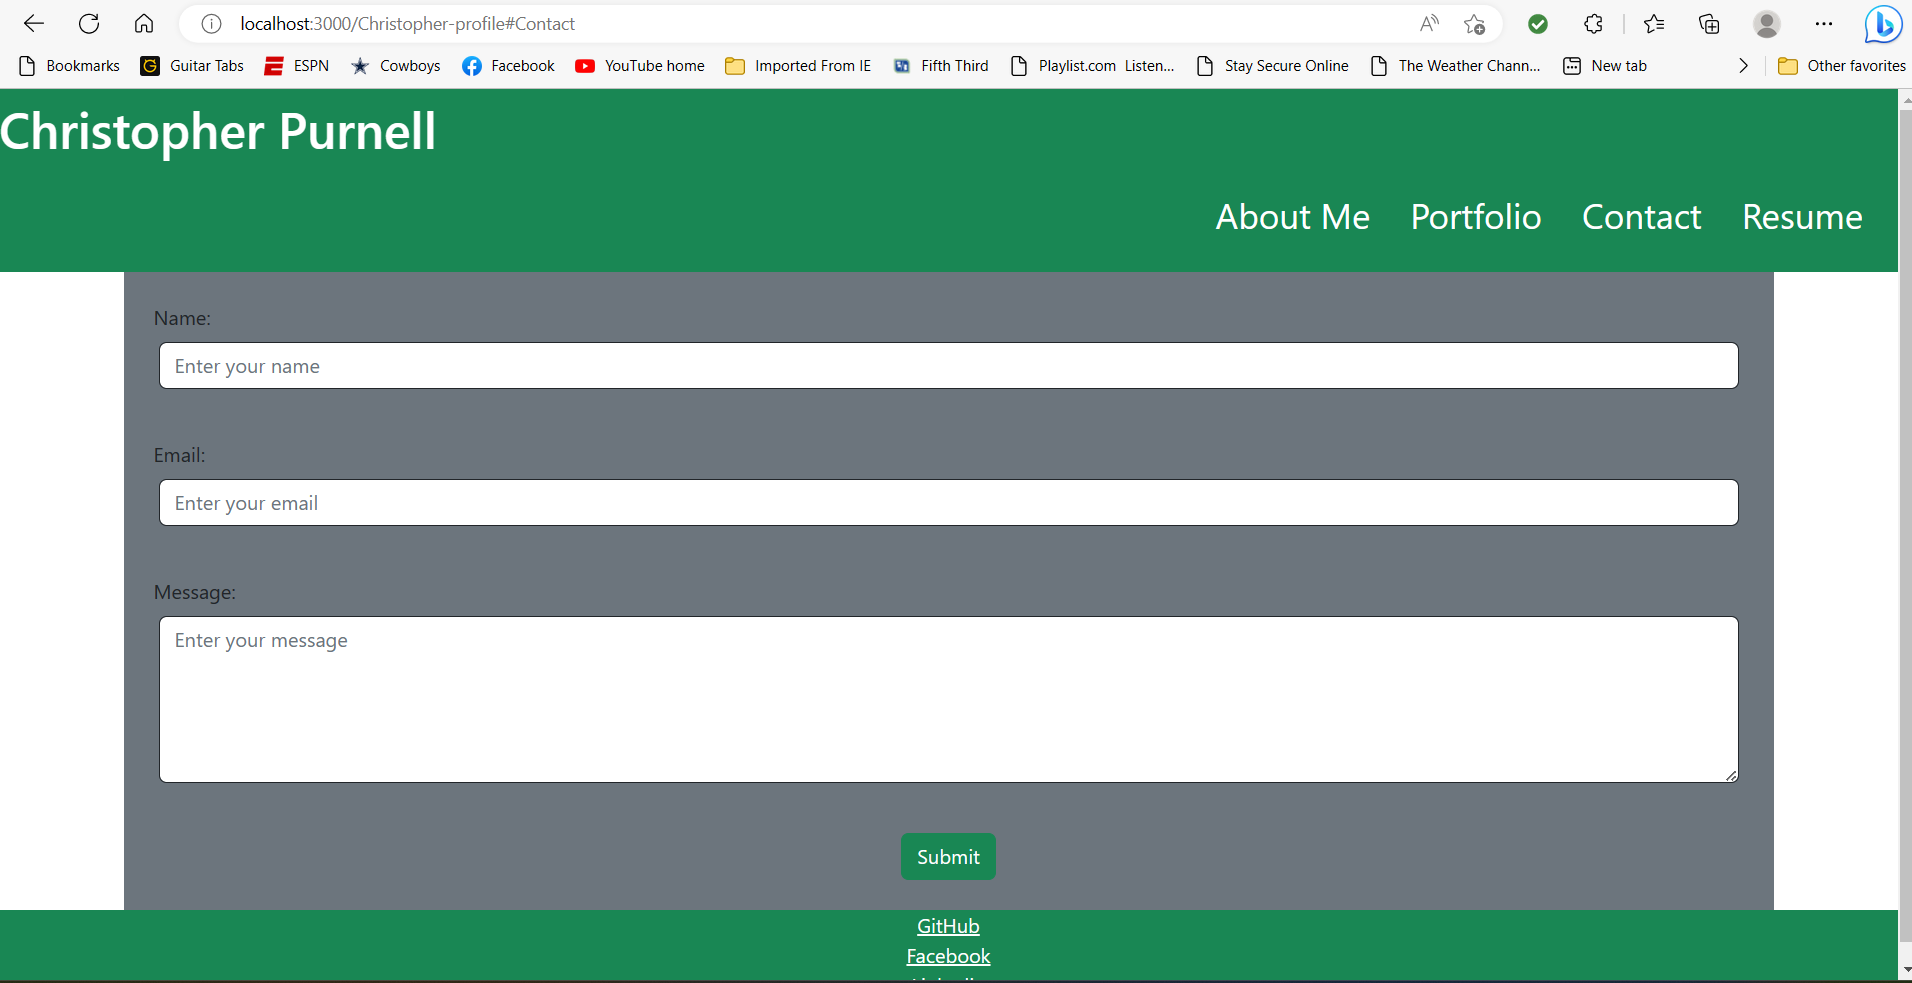 localhost:3000/Christopher-profile#Contact
Bookmarks Guitar Tabs ESPN Cowboys Facebook YouTube home Imported From IE Fifth Third Playlist.com Listen... Stay Secure Online The Weather Chann... New tab Other favorites
Christopher Purnell
About Me Portfolio Contact Resume
Name:
Enter your name
Email:
Enter your email
Message:
Enter your message
Submit
GitHub
Facebook